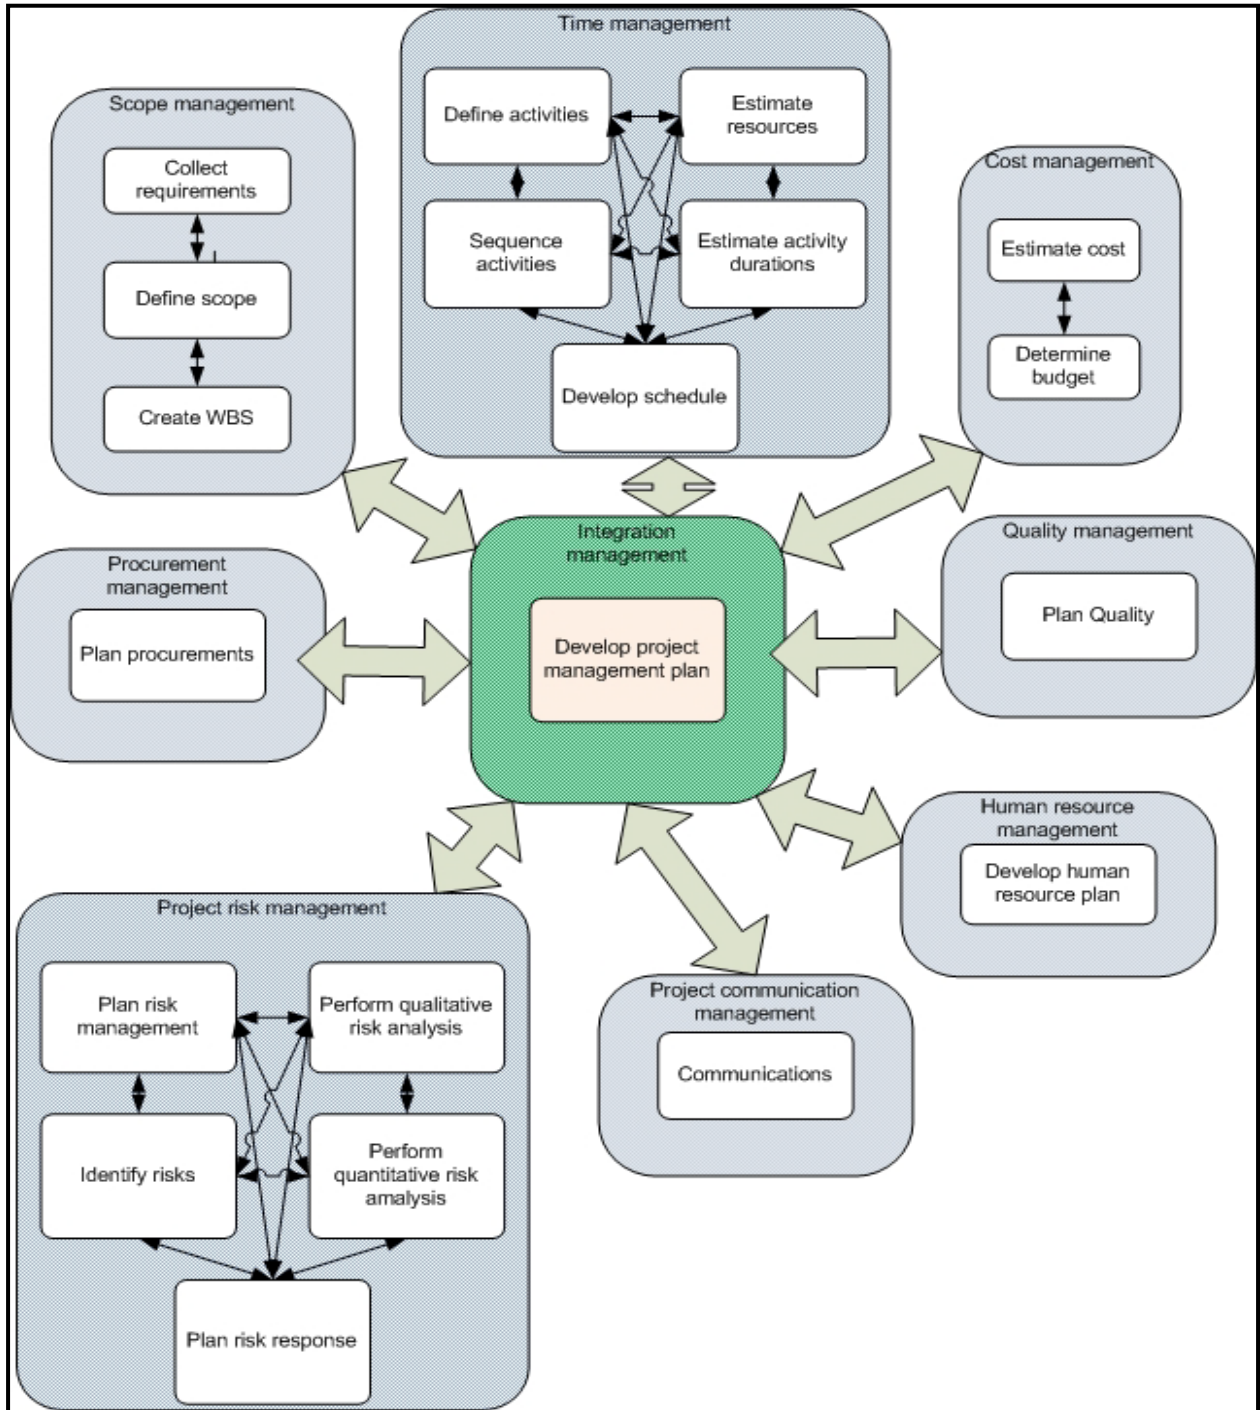 Time management
Define activities
Estimate
resources
Sequence
activities
Estimate activity
durations
Develop schedule
Scope management
Collect
requirements
Define scope
Create WBS
Cost management
Estimate cost
Determine
budget
Procurement
management
Plan procurements
Integration
management
Develop project
management plan
Quality management
Plan Quality
Human resource
management
Develop human
resource plan
Project risk management
Plan risk
management
Perform qualitative
risk analysis
Identify risks
Perform
quantitative risk
amalysis
Plan risk response
Project communication
management
Communications